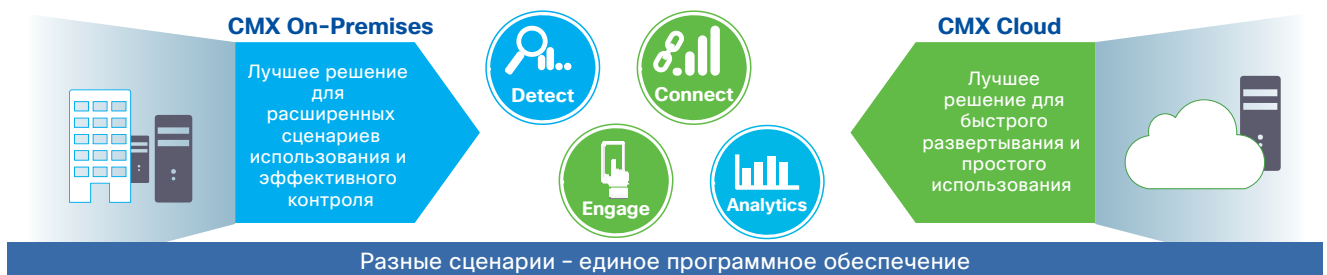 CMX On-Premises
Лучшее решение
для
расширенных
сценариев
использования и
эффективного
контроля
Detect
Connect
Engage
Analytics
CMX Cloud
Лучшее
решение для
быстрого
развертывания и
простого
использования
Разные сценарии – единое программное обеспечение